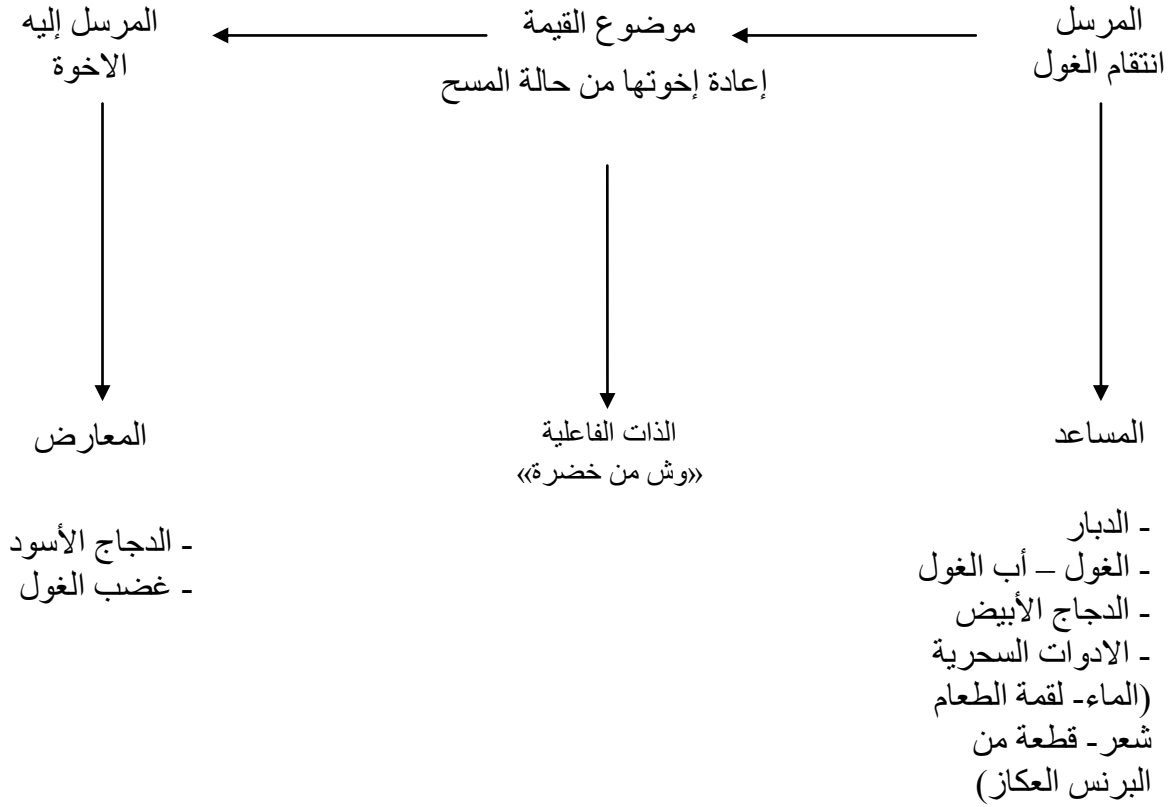 المرسل
انتقام الغول
موضوع القيمة
إعادة إخوتها من حالة المسح
المرسل إليه
الاخوة
المساعد
- الدبار
- الغول – أب الغول
- الدجاج الأبيض
- الادوات السحرية
(الماء- لقمة الطعام
شعر- قطعة من
البرنس العكاز)
الذات الفاعلية
«وش من خضرة»
المعارض
- الدجاج الأسود
- غضب الغول